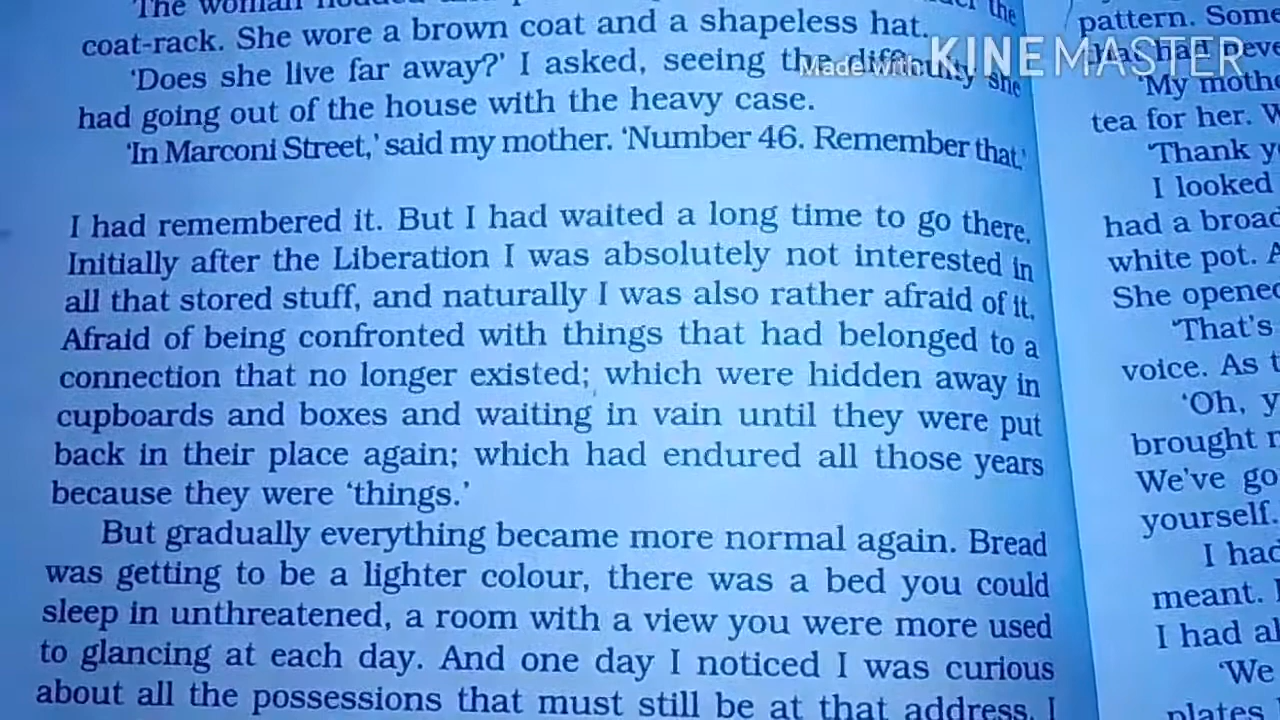 The woman
coat-rack. She wore a brown coat and a shapeless hat.
'Does she live far away?' I asked, seeing the difficulty she
had going out of the house with the heavy case.
'In Marconi Street,' said my mother. 'Number 46. Remember that.'
I had remembered it. But I had waited a long time to go there.
Initially after the Liberation I was absolutely not interested in
all that stored stuff, and naturally I was also rather afraid of it.
Afraid of being confronted with things that had belonged to a
connection that no longer existed; which were hidden away in
cupboards and boxes and waiting in vain until they were put
back in their place again; which had endured all those years
because they were 'things.'
But gradually everything became more normal again. Bread
was getting to be a lighter colour, there was a bed you could
sleep in unthreatened, a room with a view you were more used
to glancing at each day. And one day I noticed I was curious
about all the possessions that must still be at that address. I
Made with KINEMASTER
pattern. Some
had
'My moth
tea for her. W
'Thank y
I looked
had a broad
white pot. A
She opened
'That's
voice. As t
'Oh, y
brought
We've go
yourself.
I had
meant.
I had al
'We
plates